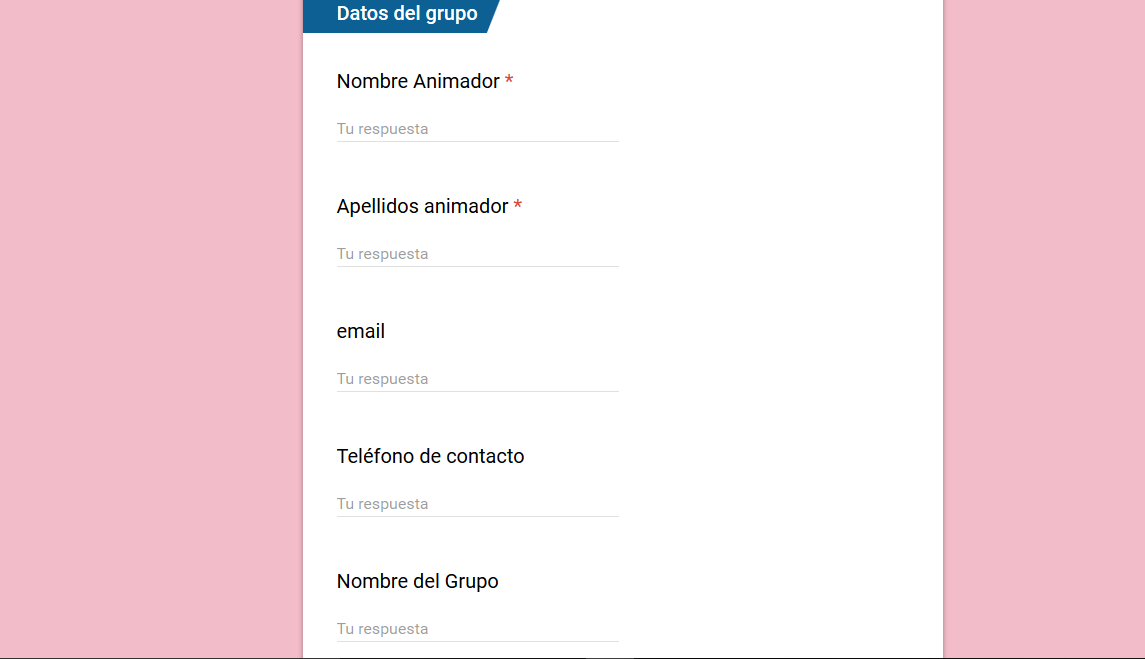 Datos del grupo
Nombre Animador *
Tu respuesta
Apellidos animador *
Tu respuesta
email
Tu respuesta
Teléfono de contacto
Tu respuesta
Nombre del Grupo
Tu respuesta